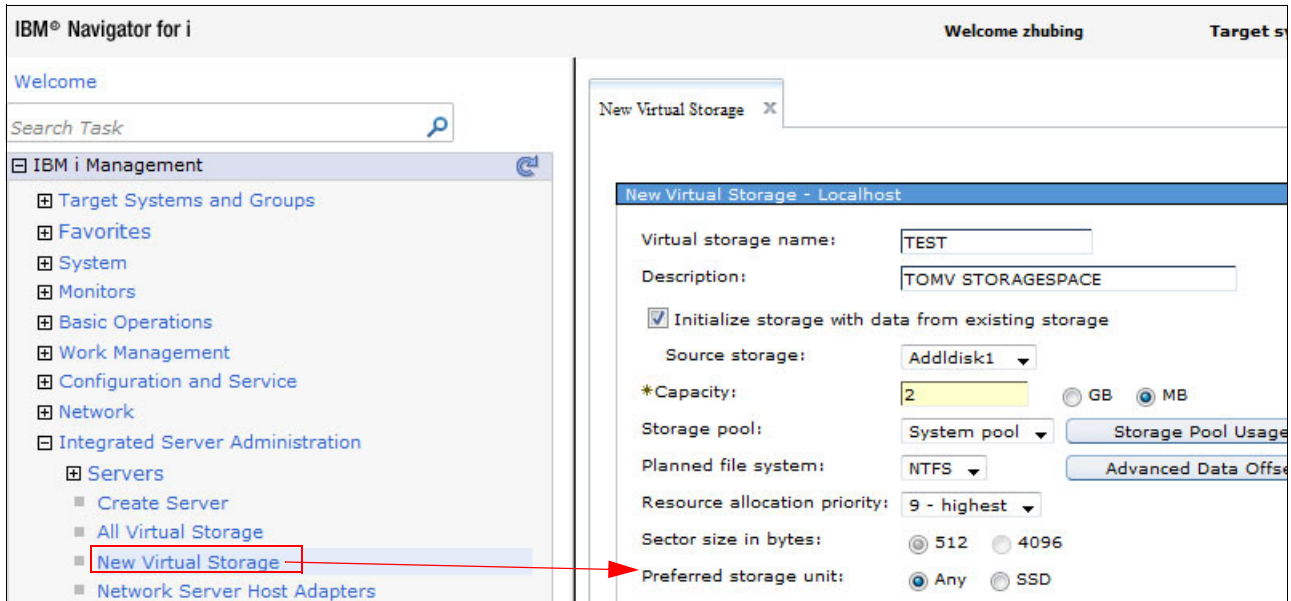 IBM® Navigator for i
Welcome zhubing
Target s
Welcome
Search Task
IBM i Management
Target Systems and Groups
Favorites
System
Monitors
Basic Operations
Work Management
Configuration and Service
Network
Integrated Server Administration
Servers
Create Server
All Virtual Storage
New Virtual Storage
Network Server Host Adapters
New Virtual Storage X
New Virtual Storage - Localhost
Virtual storage name: TEST
Description: TOMV STORAGESPACE
Initialize storage with data from existing storage
Source storage: Addldisk1
*Capacity: 2 GB MB
Storage pool: System pool Storage Pool Usage
Planned file system: NTFS Advanced Data Offse
Resource allocation priority: 9 - highest
Sector size in bytes: 512 4096
Preferred storage unit: Any SSD